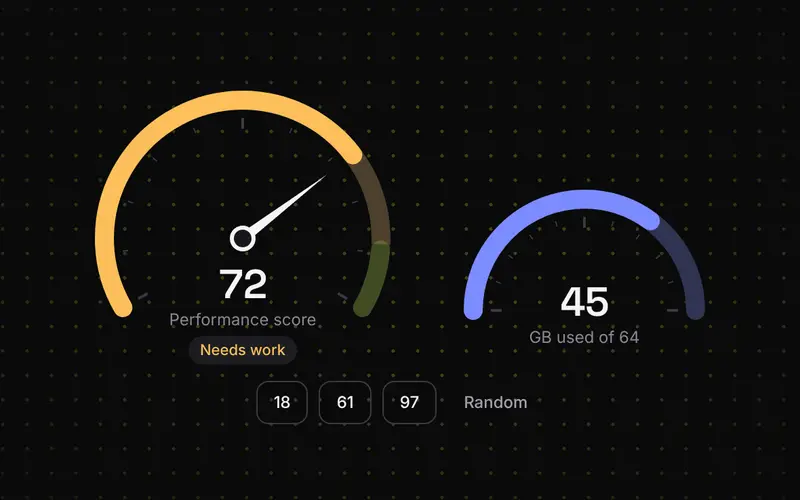 72
Performance score
Needs work
45
GB used of 64
18
61
97
Random